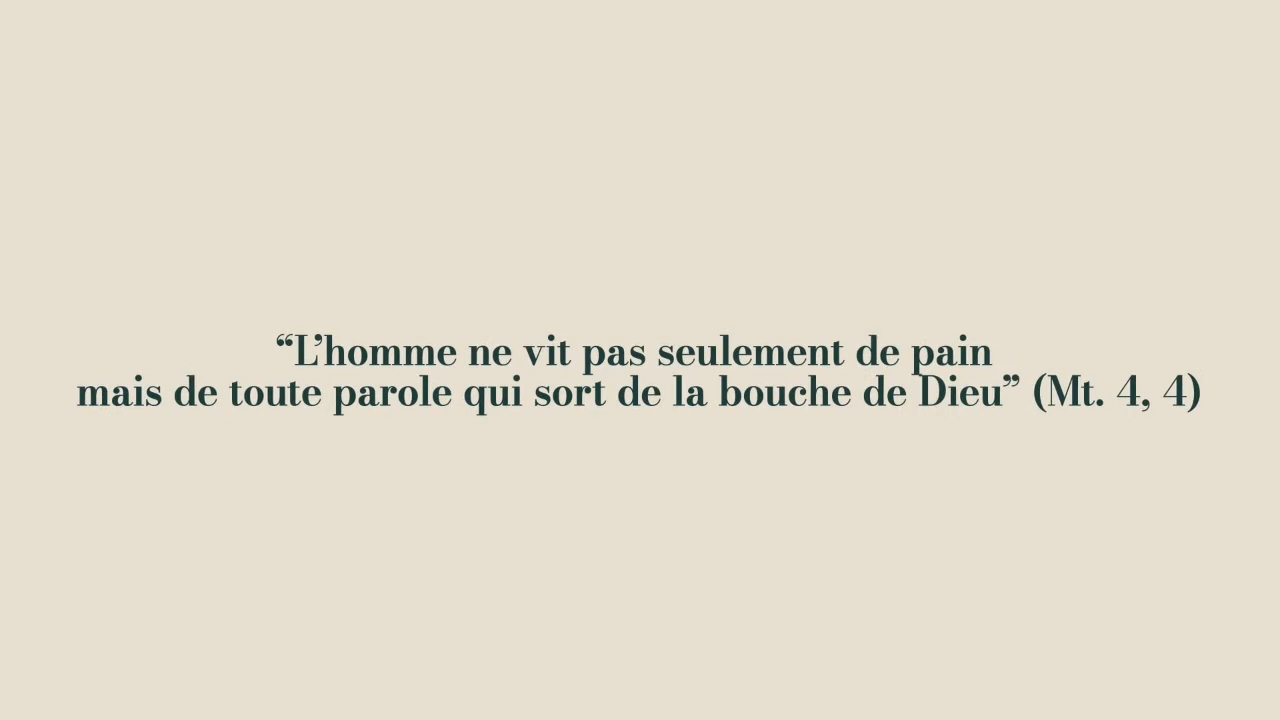 “L’homme ne vit pas seulement de pain
mais de toute parole qui sort de la bouche de Dieu” (Mt. 4, 4)